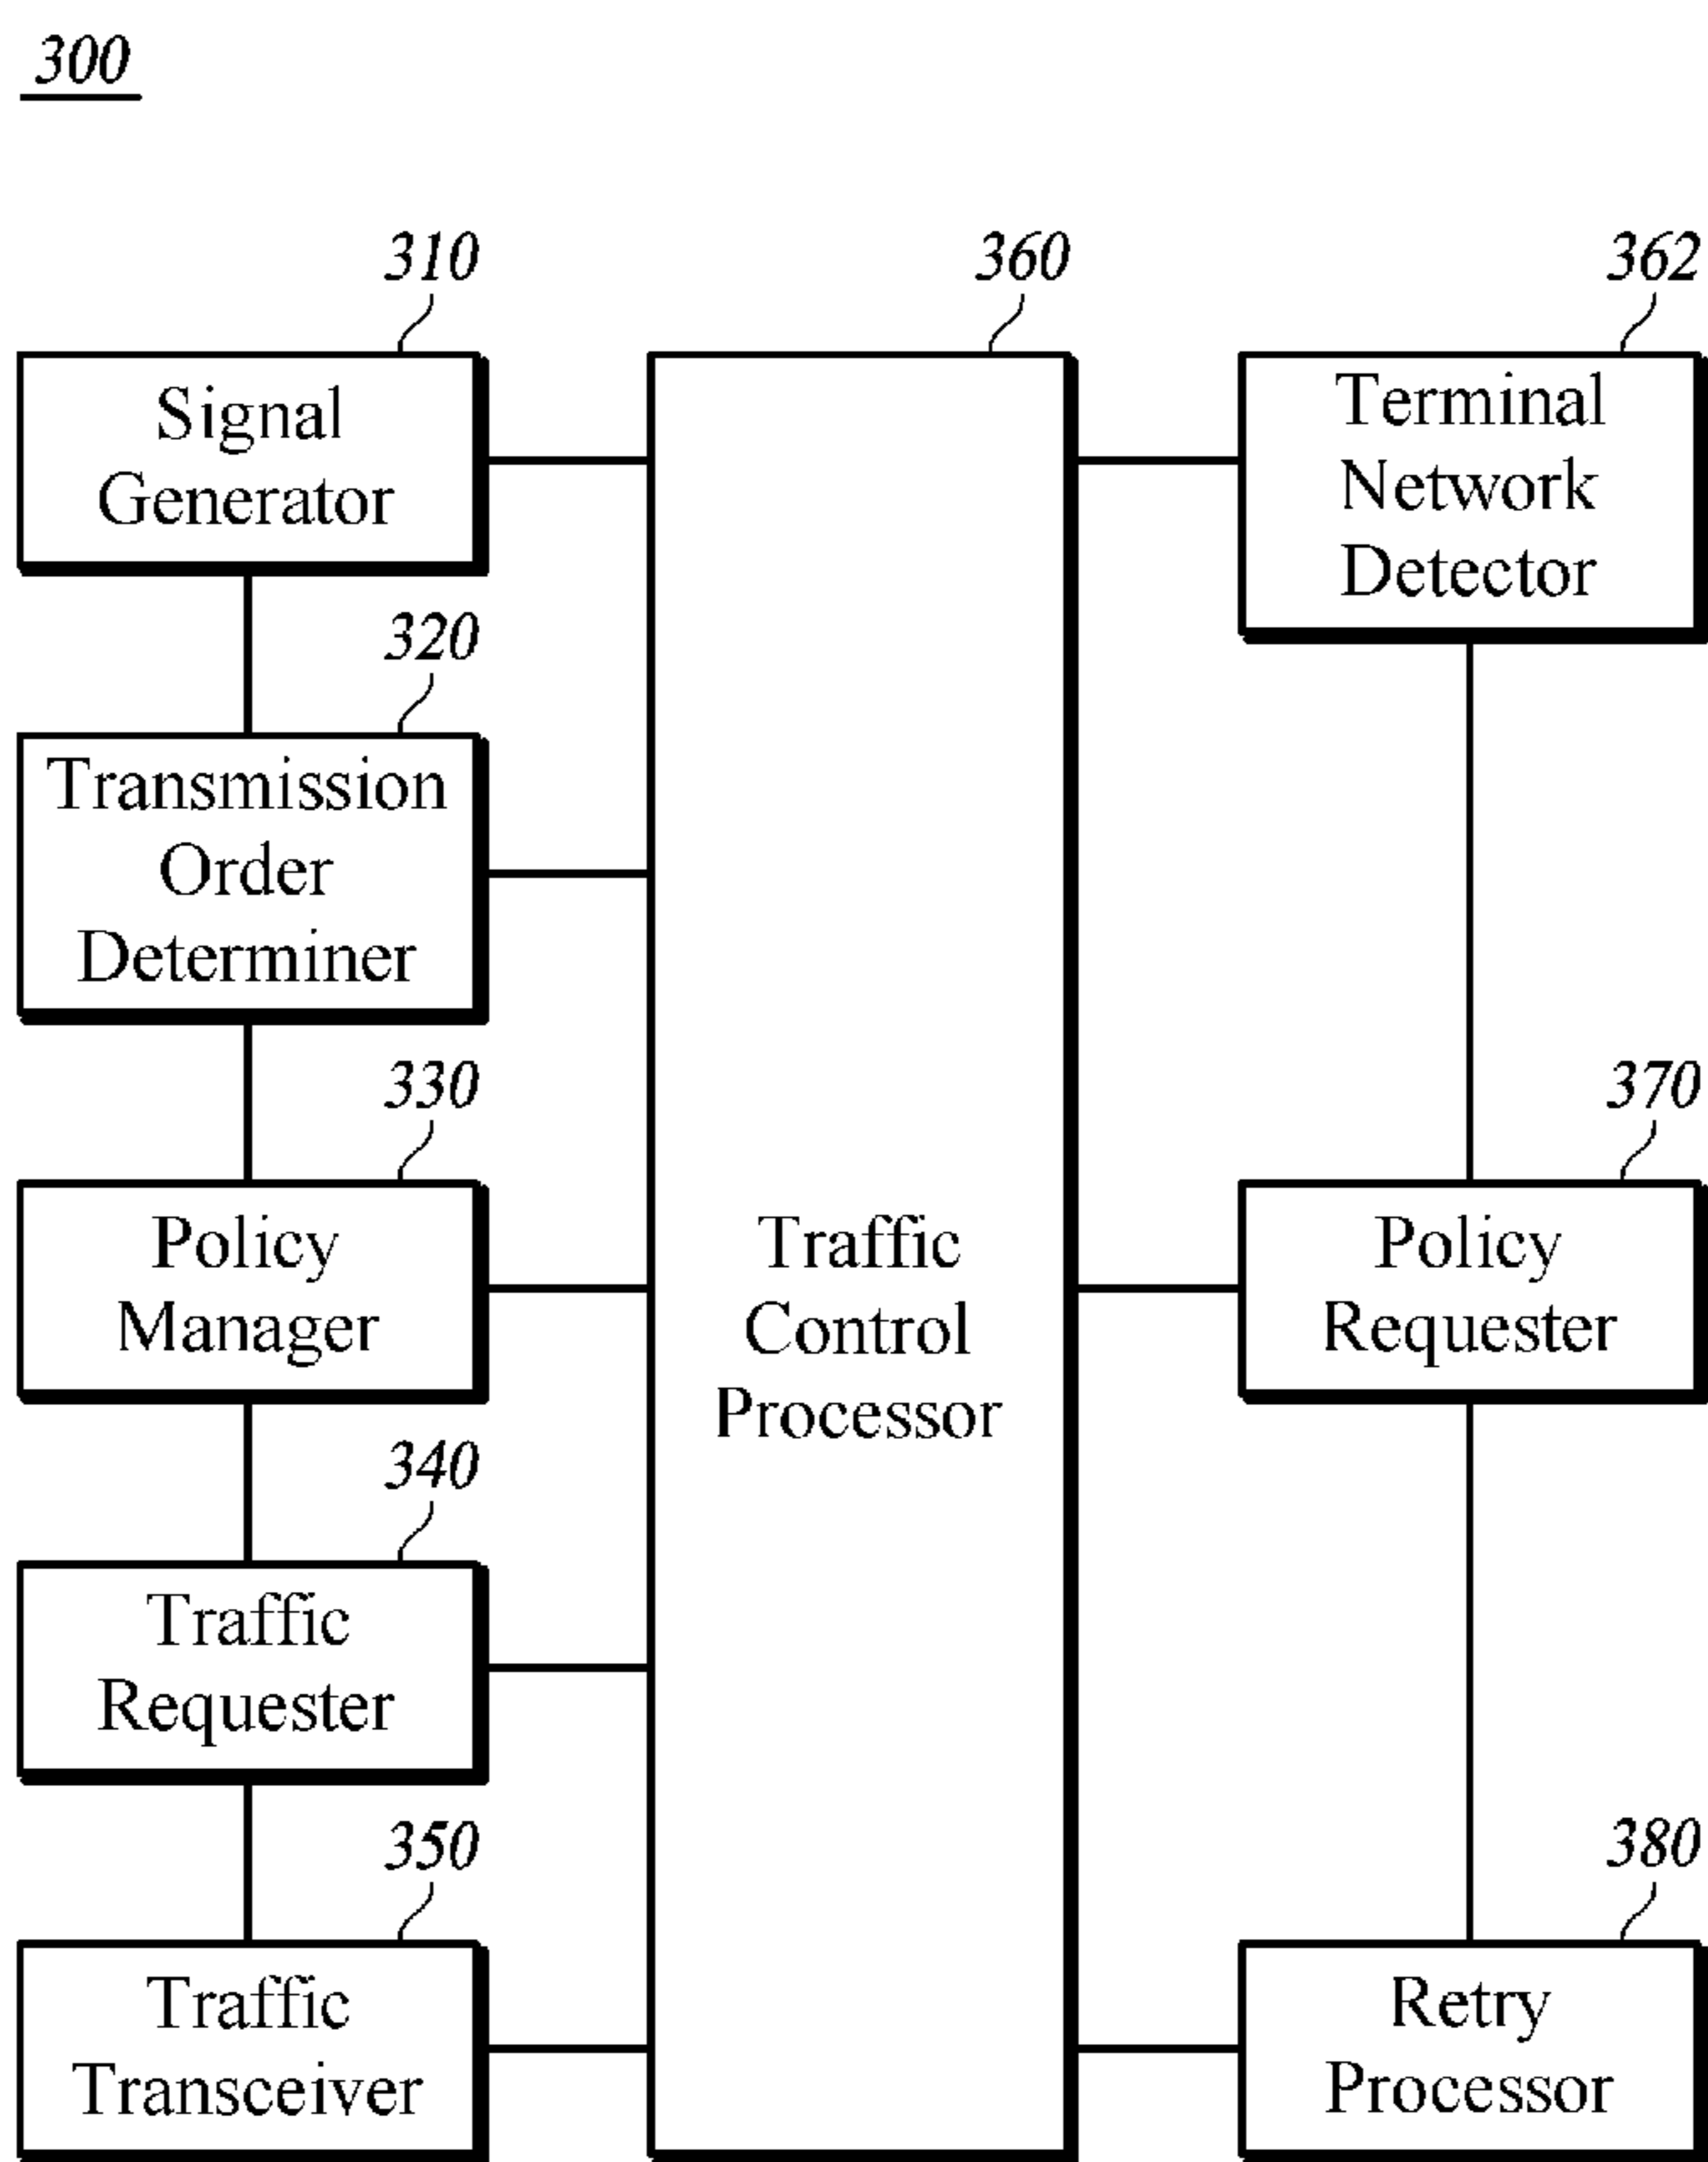 300
310
Signal
Generator
320
Transmission
Order
Determiner
330
Policy
Manager
340
Traffic
Requester
350
Traffic
Transceiver
360
Traffic
Control
Processor
362
Terminal
Network
Detector
370
Policy
Requester
380
Retry
Processor